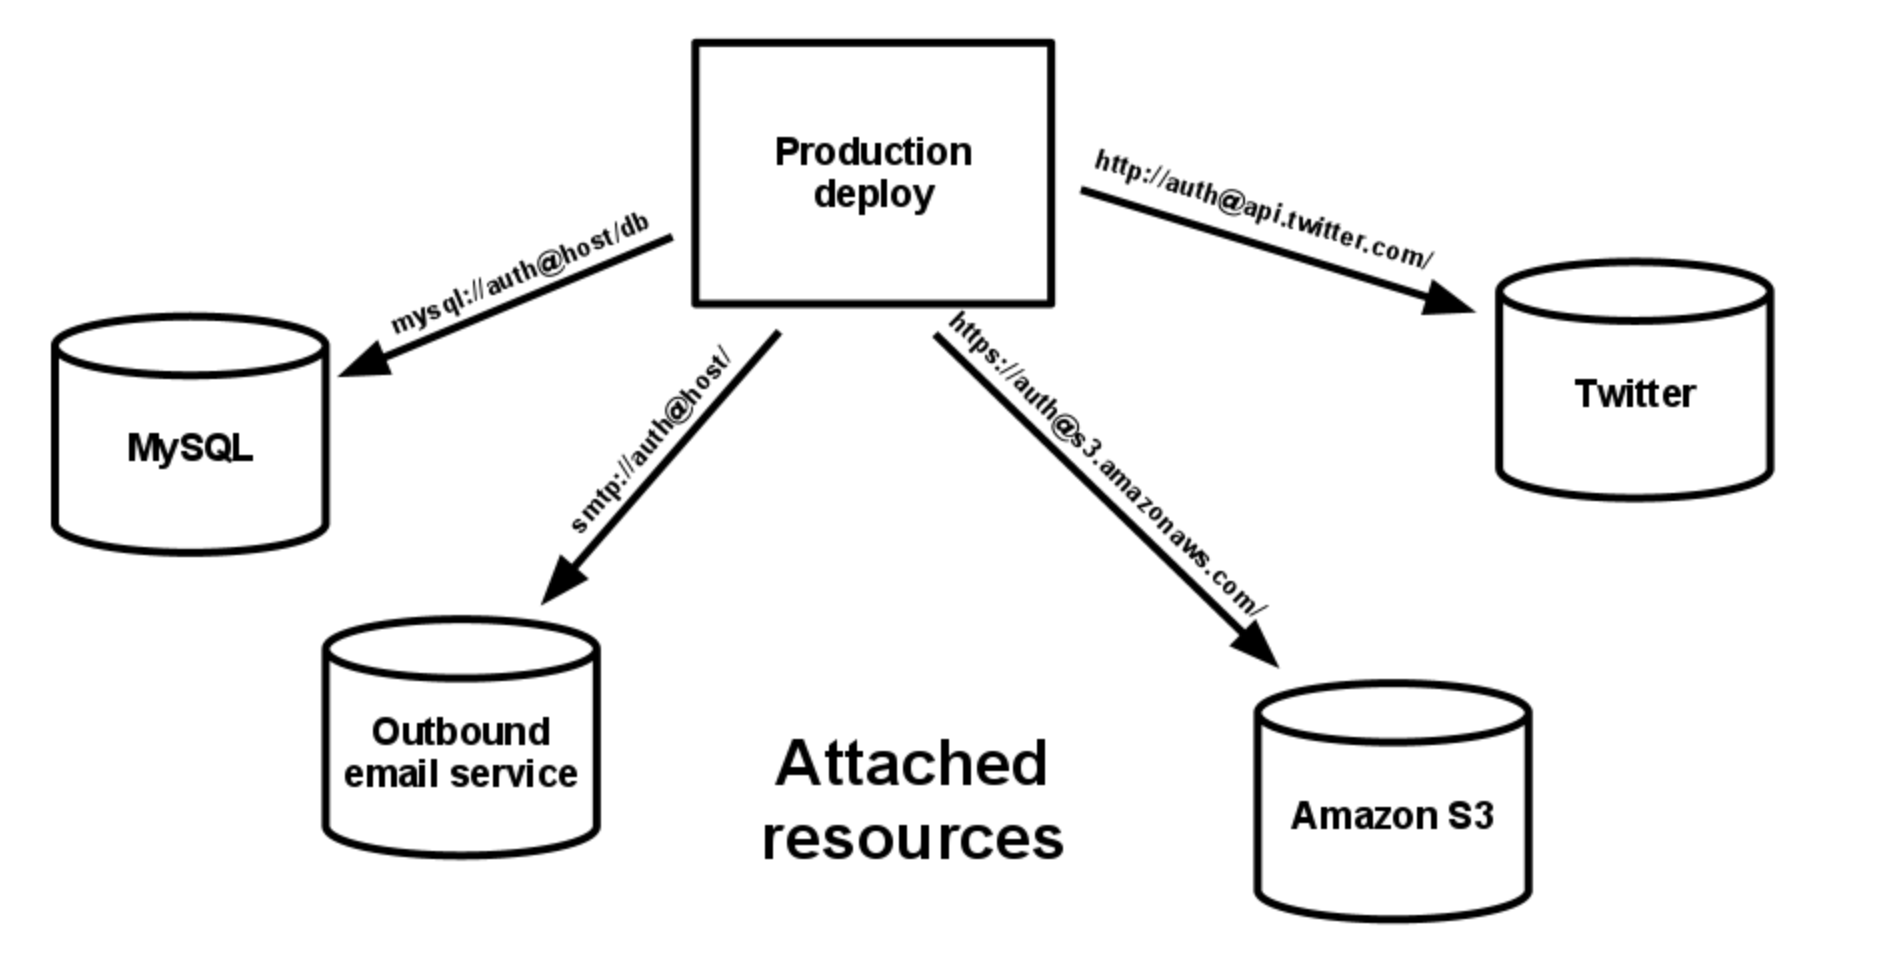 Production
deploy
http://auth@api.twitter.com/
mysql://auth@host/db
smtp://auth@host/
https://auth@s3.amazonaws.com/
Twitter
MySQL
Outbound
email service
Attached
resources
Amazon S3